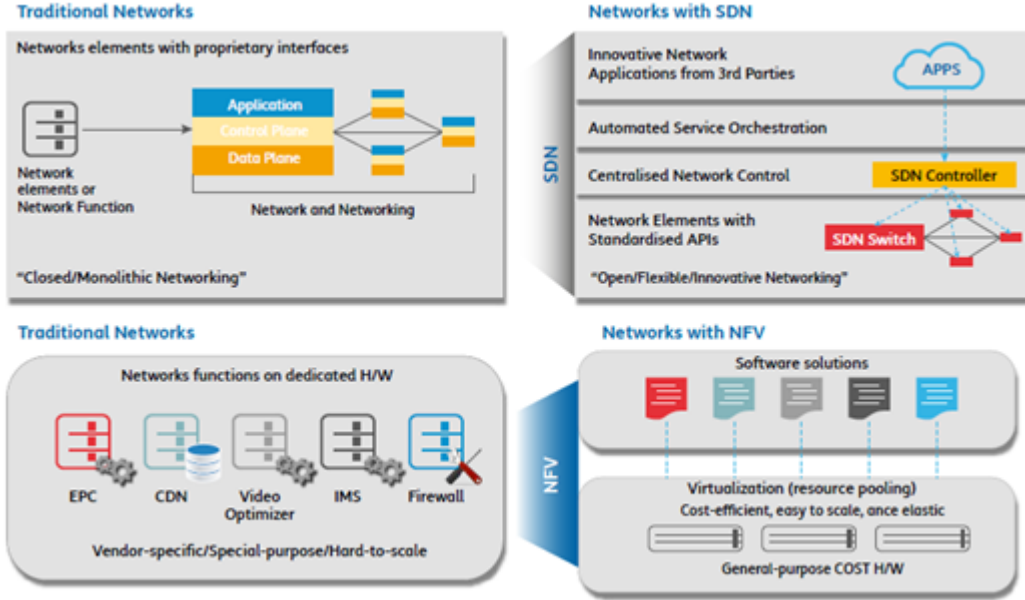 Traditional Networks
Networks elements with proprietary interfaces
Application
Control Plane
Data Plane
Network
elements or
Network Function
Network and Networking
“Closed/Monolithic Networking”
Networks with SDN
SDN
Innovative Network
Applications from 3rd Parties
APPS
Automated Service Orchestration
Centralised Network Control
SDN Controller
Network Elements with
Standardised APIs
SDN Switch
“Open/Flexible/Innovative Networking”
Traditional Networks
Networks functions on dedicated H/W
EPC
CDN
Video
Optimizer
IMS
Firewall
Vendor-specific/Special-purpose/Hard-to-scale
Networks with NFV
NFV
Software solutions
Virtualization (resource pooling)
Cost-efficient, easy to scale, ance elastic
General-purpose COST H/W